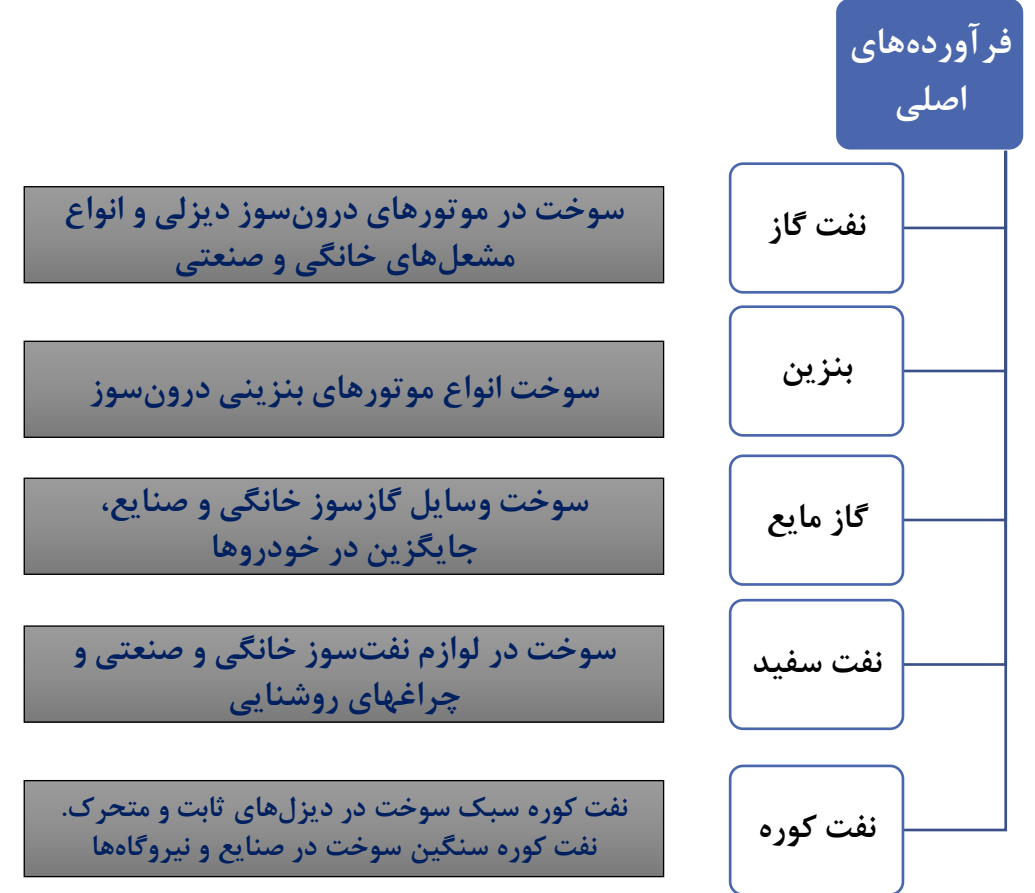 فرآورده‌های
اصلی
نفت گاز
سوخت در موتورهای درون‌سوز دیزلی و انواع
مشعل‌های خانگی و صنعتی
بنزین
سوخت انواع موتورهای بنزینی درون‌سوز
گاز مایع
سوخت وسایل گازسوز خانگی و صنایع،
جایگزین در خودروها
نفت سفید
سوخت در لوازم نفت‌سوز خانگی و صنعتی و
چراغهای روشنایی
نفت کوره
نفت کوره سبک سوخت در دیزل‌های ثابت و متحرک.
نفت کوره سنگین سوخت در صنایع و نیروگاه‌ها